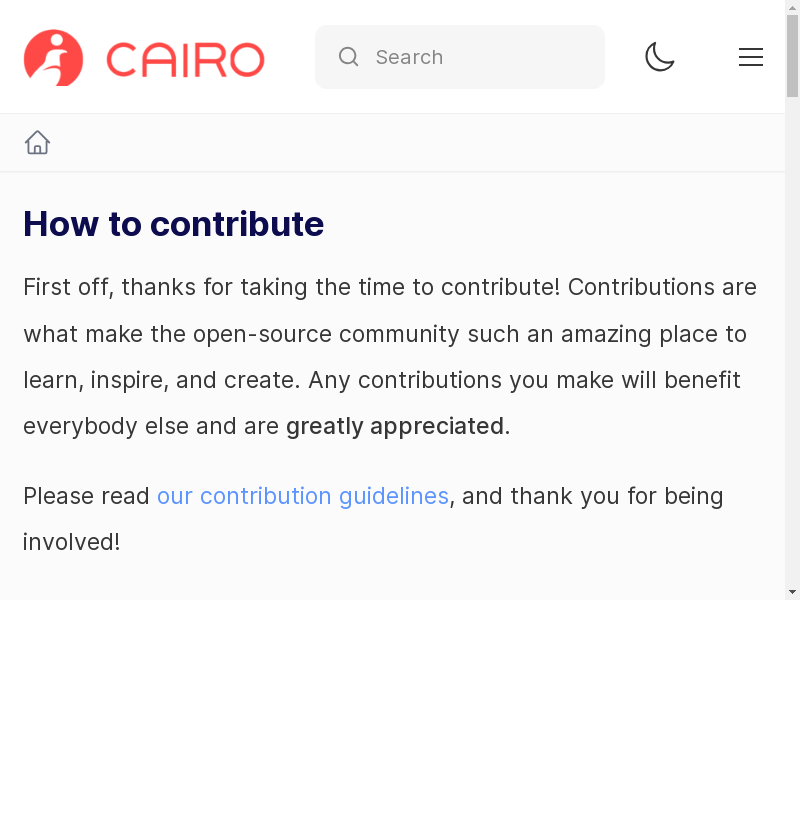 CAIRO
Search
How to contribute
First off, thanks for taking the time to contribute! Contributions are
what make the open-source community such an amazing place to
learn, inspire, and create. Any contributions you make will benefit
everybody else and are greatly appreciated.
Please read our contribution guidelines, and thank you for being
involved!